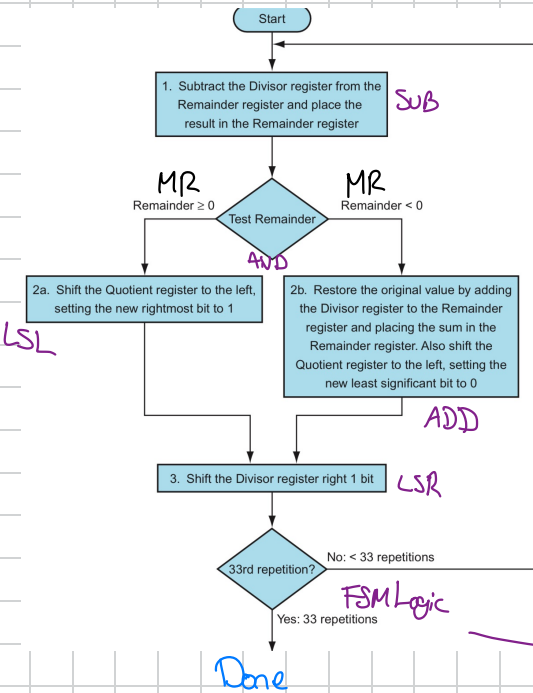 Start
1. Subtract the Divisor register from the
Remainder register and place the
result in the Remainder register
SUB
MR
MR
Remainder ≥ 0
Remainder < 0
Test Remainder
AND
2a. Shift the Quotient register to the left,
setting the new rightmost bit to 1
LSL
2b. Restore the original value by adding
the Divisor register to the Remainder
register and placing the sum in the
Remainder register. Also shift the
Quotient register to the left, setting the
new least significant bit to 0
ADD
3. Shift the Divisor register right 1 bit
LSR
33rd repetition?
No: < 33 repetitions
FSM Logic
Yes: 33 repetitions
Done